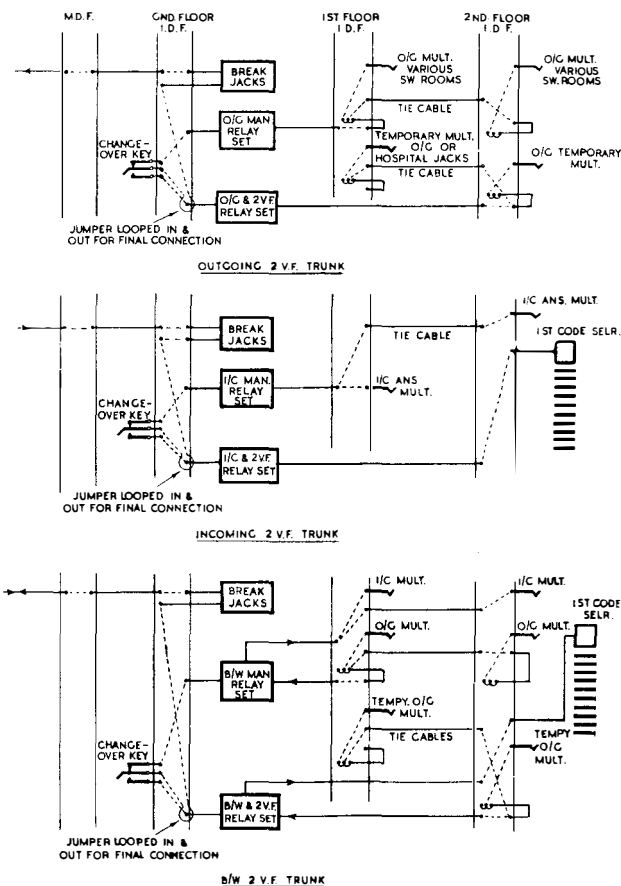 M.D.F.
GND. FLOOR
I.D.F.
1ST FLOOR
I.D.F.
2ND. FLOOR
I.D.F.
BREAK
JACKS
O/G MULT.
VARIOUS
SW. ROOMS
O/G MULT.
VARIOUS
SW. ROOMS
O/G MAN
RELAY
SET
TIE CABLE
CHANGE-
OVER KEY
TEMPORARY MULT.
O/G OR
HOSPITAL JACKS
TIE CABLE
O/G TEMPORARY
MULT.
O/G & 2V.F.
RELAY SET
JUMPER LOOPED IN &
OUT FOR FINAL CONNECTION
OUTGOING 2 V.F. TRUNK
I/C ANS. MULT.
BREAK
JACKS
TIE CABLE
1ST CODE SELR.
I/C MAN.
RELAY
SET
I/C ANS
MULT.
CHANGE-
OVER KEY
I/C & 2V.F.
RELAY SET
JUMPER LOOPED IN &
OUT FOR FINAL CONNECTION
INCOMING 2 V.F. TRUNK
BREAK
JACKS
I/C MULT.
I/C MULT.
1ST CODE
SELR.
O/G MULT.
O/G MULT.
B/W MAN
RELAY
SET
TEMPY. O/G
MULT.
TIE CABLES
TEMPY
O/G
MULT.
CHANGE-
OVER KEY
B/W & 2V.F.
RELAY SET
JUMPER LOOPED IN &
OUT FOR FINAL CONNECTION
B/W 2 V.F. TRUNK